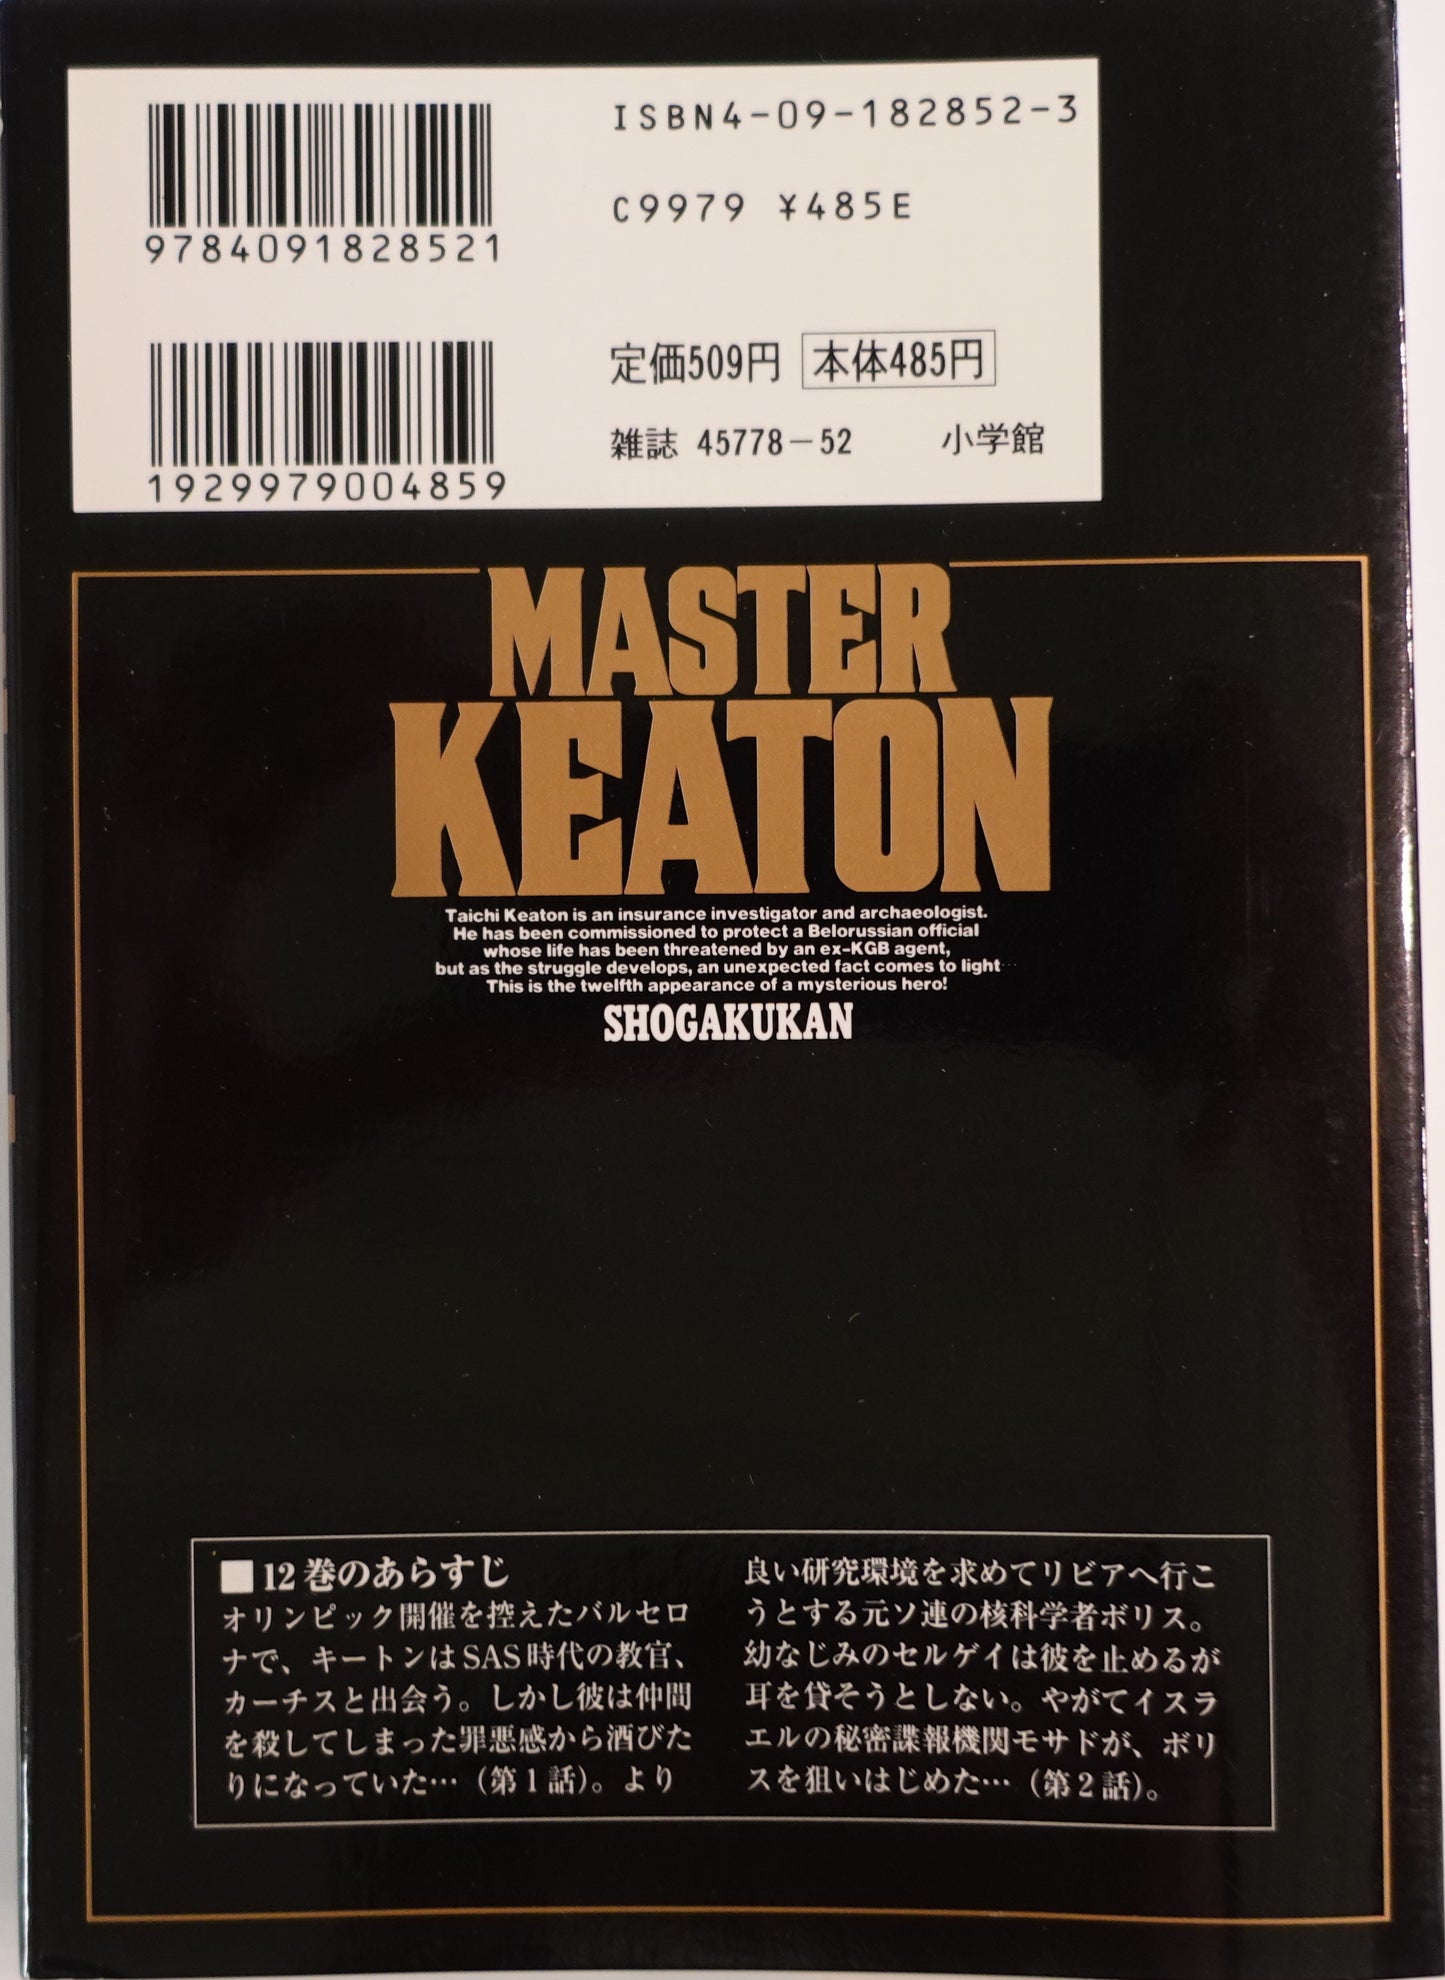 ISBN4-09-182852-3
C9979 ¥485E
9784091828521
定価509円 本体485円
雑誌 45778-52 小学館
1929979004859
MASTER
KEATON
Taichi Keaton is an insurance investigator and archaeologist.
He has been commissioned to protect a Belorussian official
whose life has been threatened by an ex-KGB agent,
but as the struggle develops, an unexpected fact comes to light…
This is the twelfth appearance of a mysterious hero!
SHOGAKUKAN
■12巻のあらすじ
オリンピック開催を控えたバルセロ
ナで、キートンはSAS時代の教官、
カーチスと出会う。しかし彼は仲間
を殺してしまった罪悪感から酒びた
りになっていた…（第1話）。より
良い研究環境を求めてリビアへ行こ
うとする元ソ連の核科学者ボリス。
幼なじみのセルゲイは彼を止めるが
耳を貸そうとしない。やがてイスラ
エルの秘密諜報機関モサドが、ボリ
スを狙いはじめた…（第2話）。